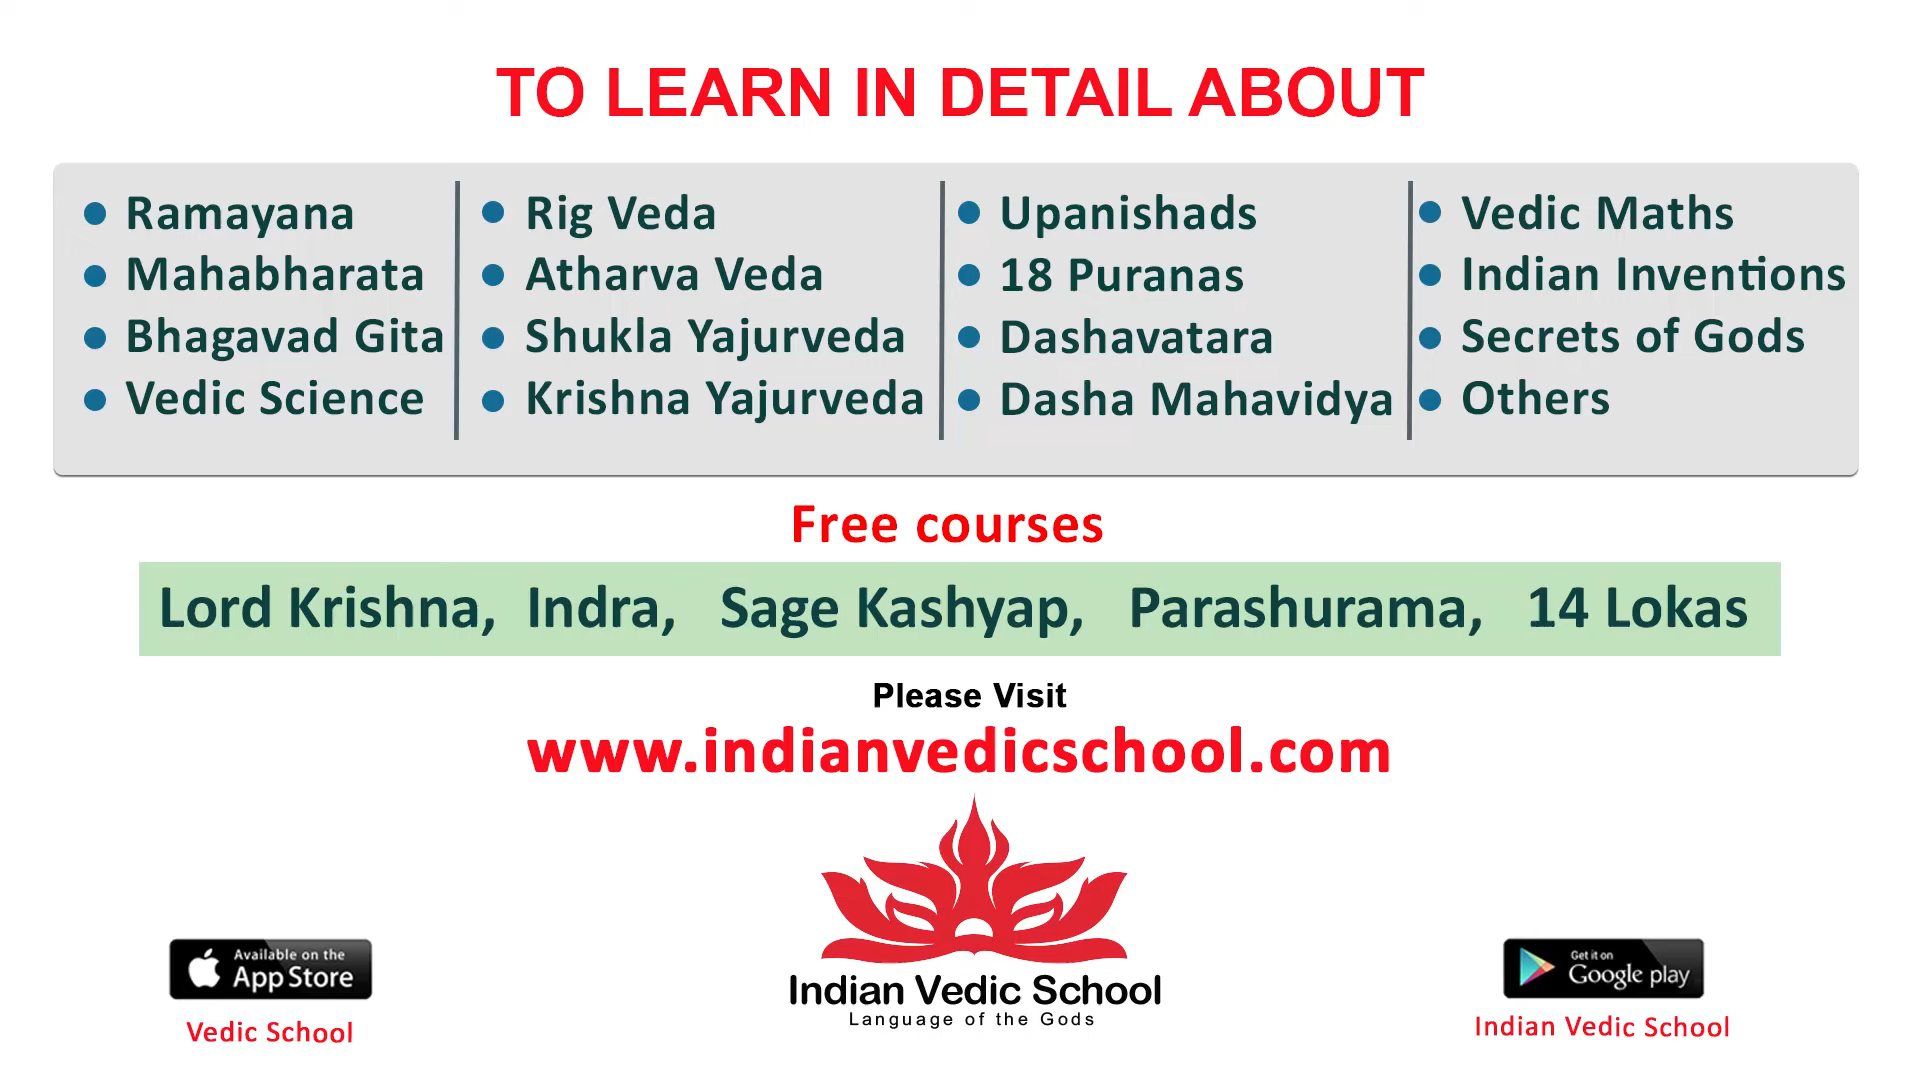 TO LEARN IN DETAIL ABOUT
Ramayana
Mahabharata
Bhagavad Gita
Vedic Science
Rig Veda
Atharva Veda
Shukla Yajurveda
Krishna Yajurveda
Upanishads
18 Puranas
Dashavatara
Dasha Mahavidya
Vedic Maths
Indian Inventions
Secrets of Gods
Others
Free courses
Lord Krishna, Indra, Sage Kashyap, Parashurama, 14 Lokas
Please Visit
www.indianvedicschool.com
Indian Vedic School
Language of the Gods
Available on the
App Store
Vedic School
Get it on
Google play
Indian Vedic School